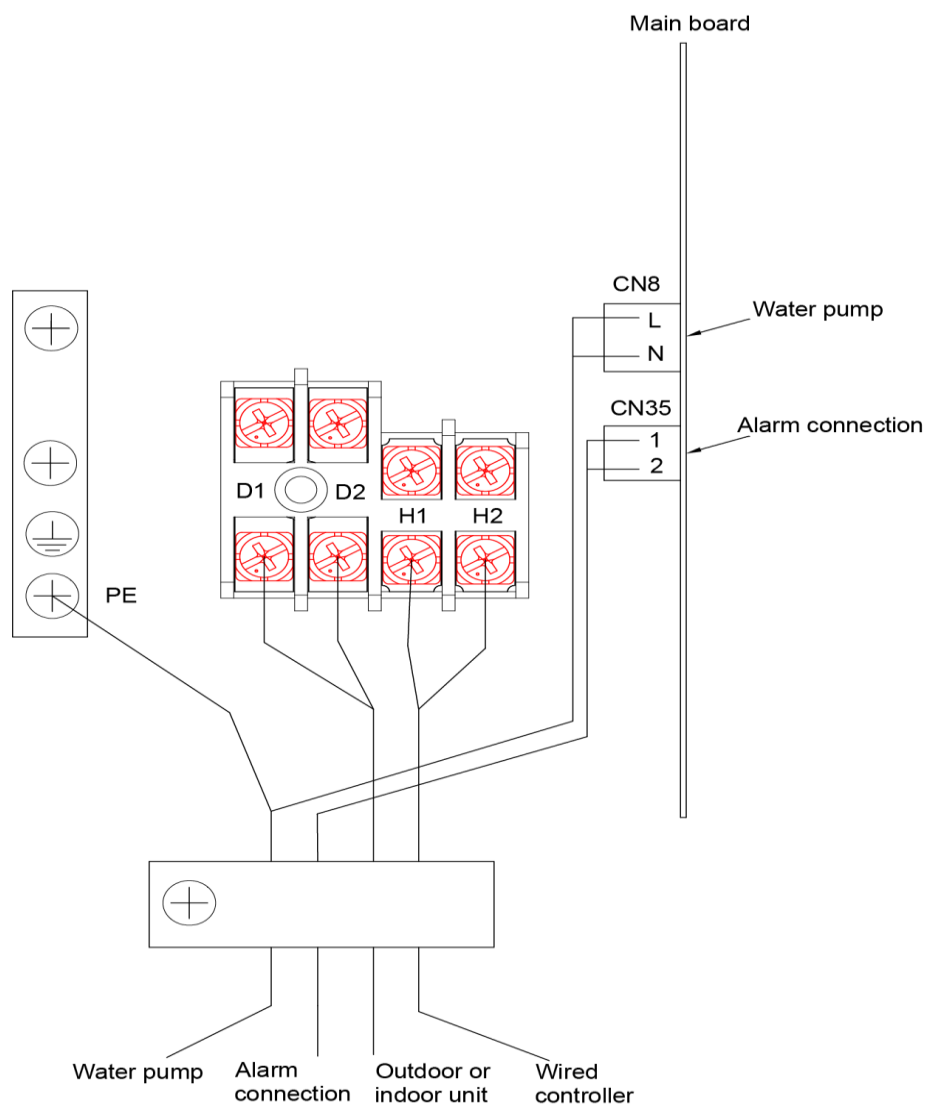 Main board
CN8
L
Water pump
N
CN35
1
Alarm connection
2
D1
D2
H1
H2
PE
Water pump
Alarm
connection
Outdoor or
indoor unit
Wired
controller